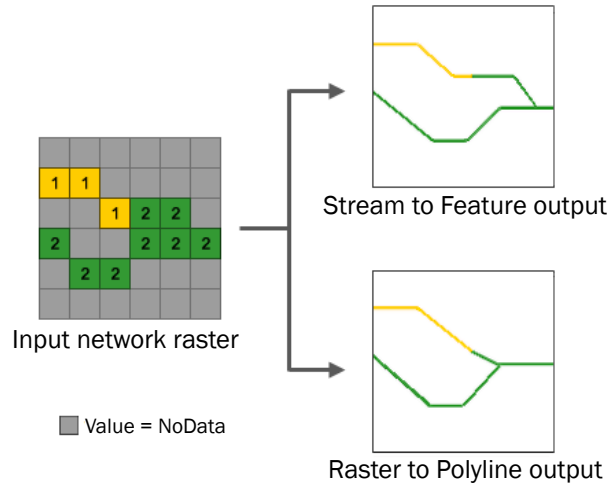 1 1
1 2 2
2 2 2 2
2 2
Input network raster
Value = NoData
Stream to Feature output
Raster to Polyline output